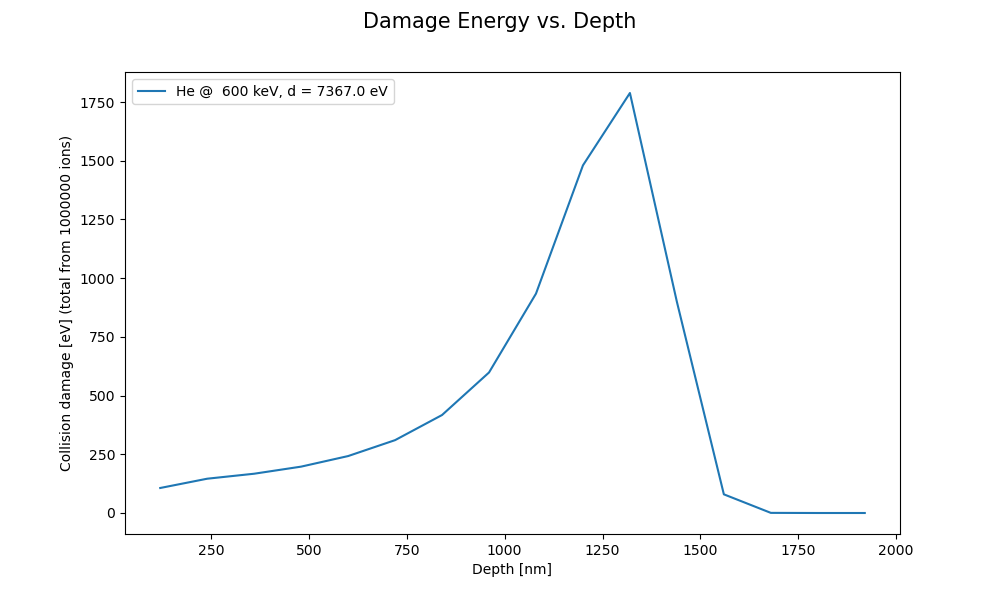 Damage Energy vs. Depth
He @  600 keV, d = 7367.0 eV
Collision damage [eV] (total from 1000000 ions)
1750
1500
1250
1000
750
500
250
0
250 500 750 1000 1250 1500 1750 2000
Depth [nm]